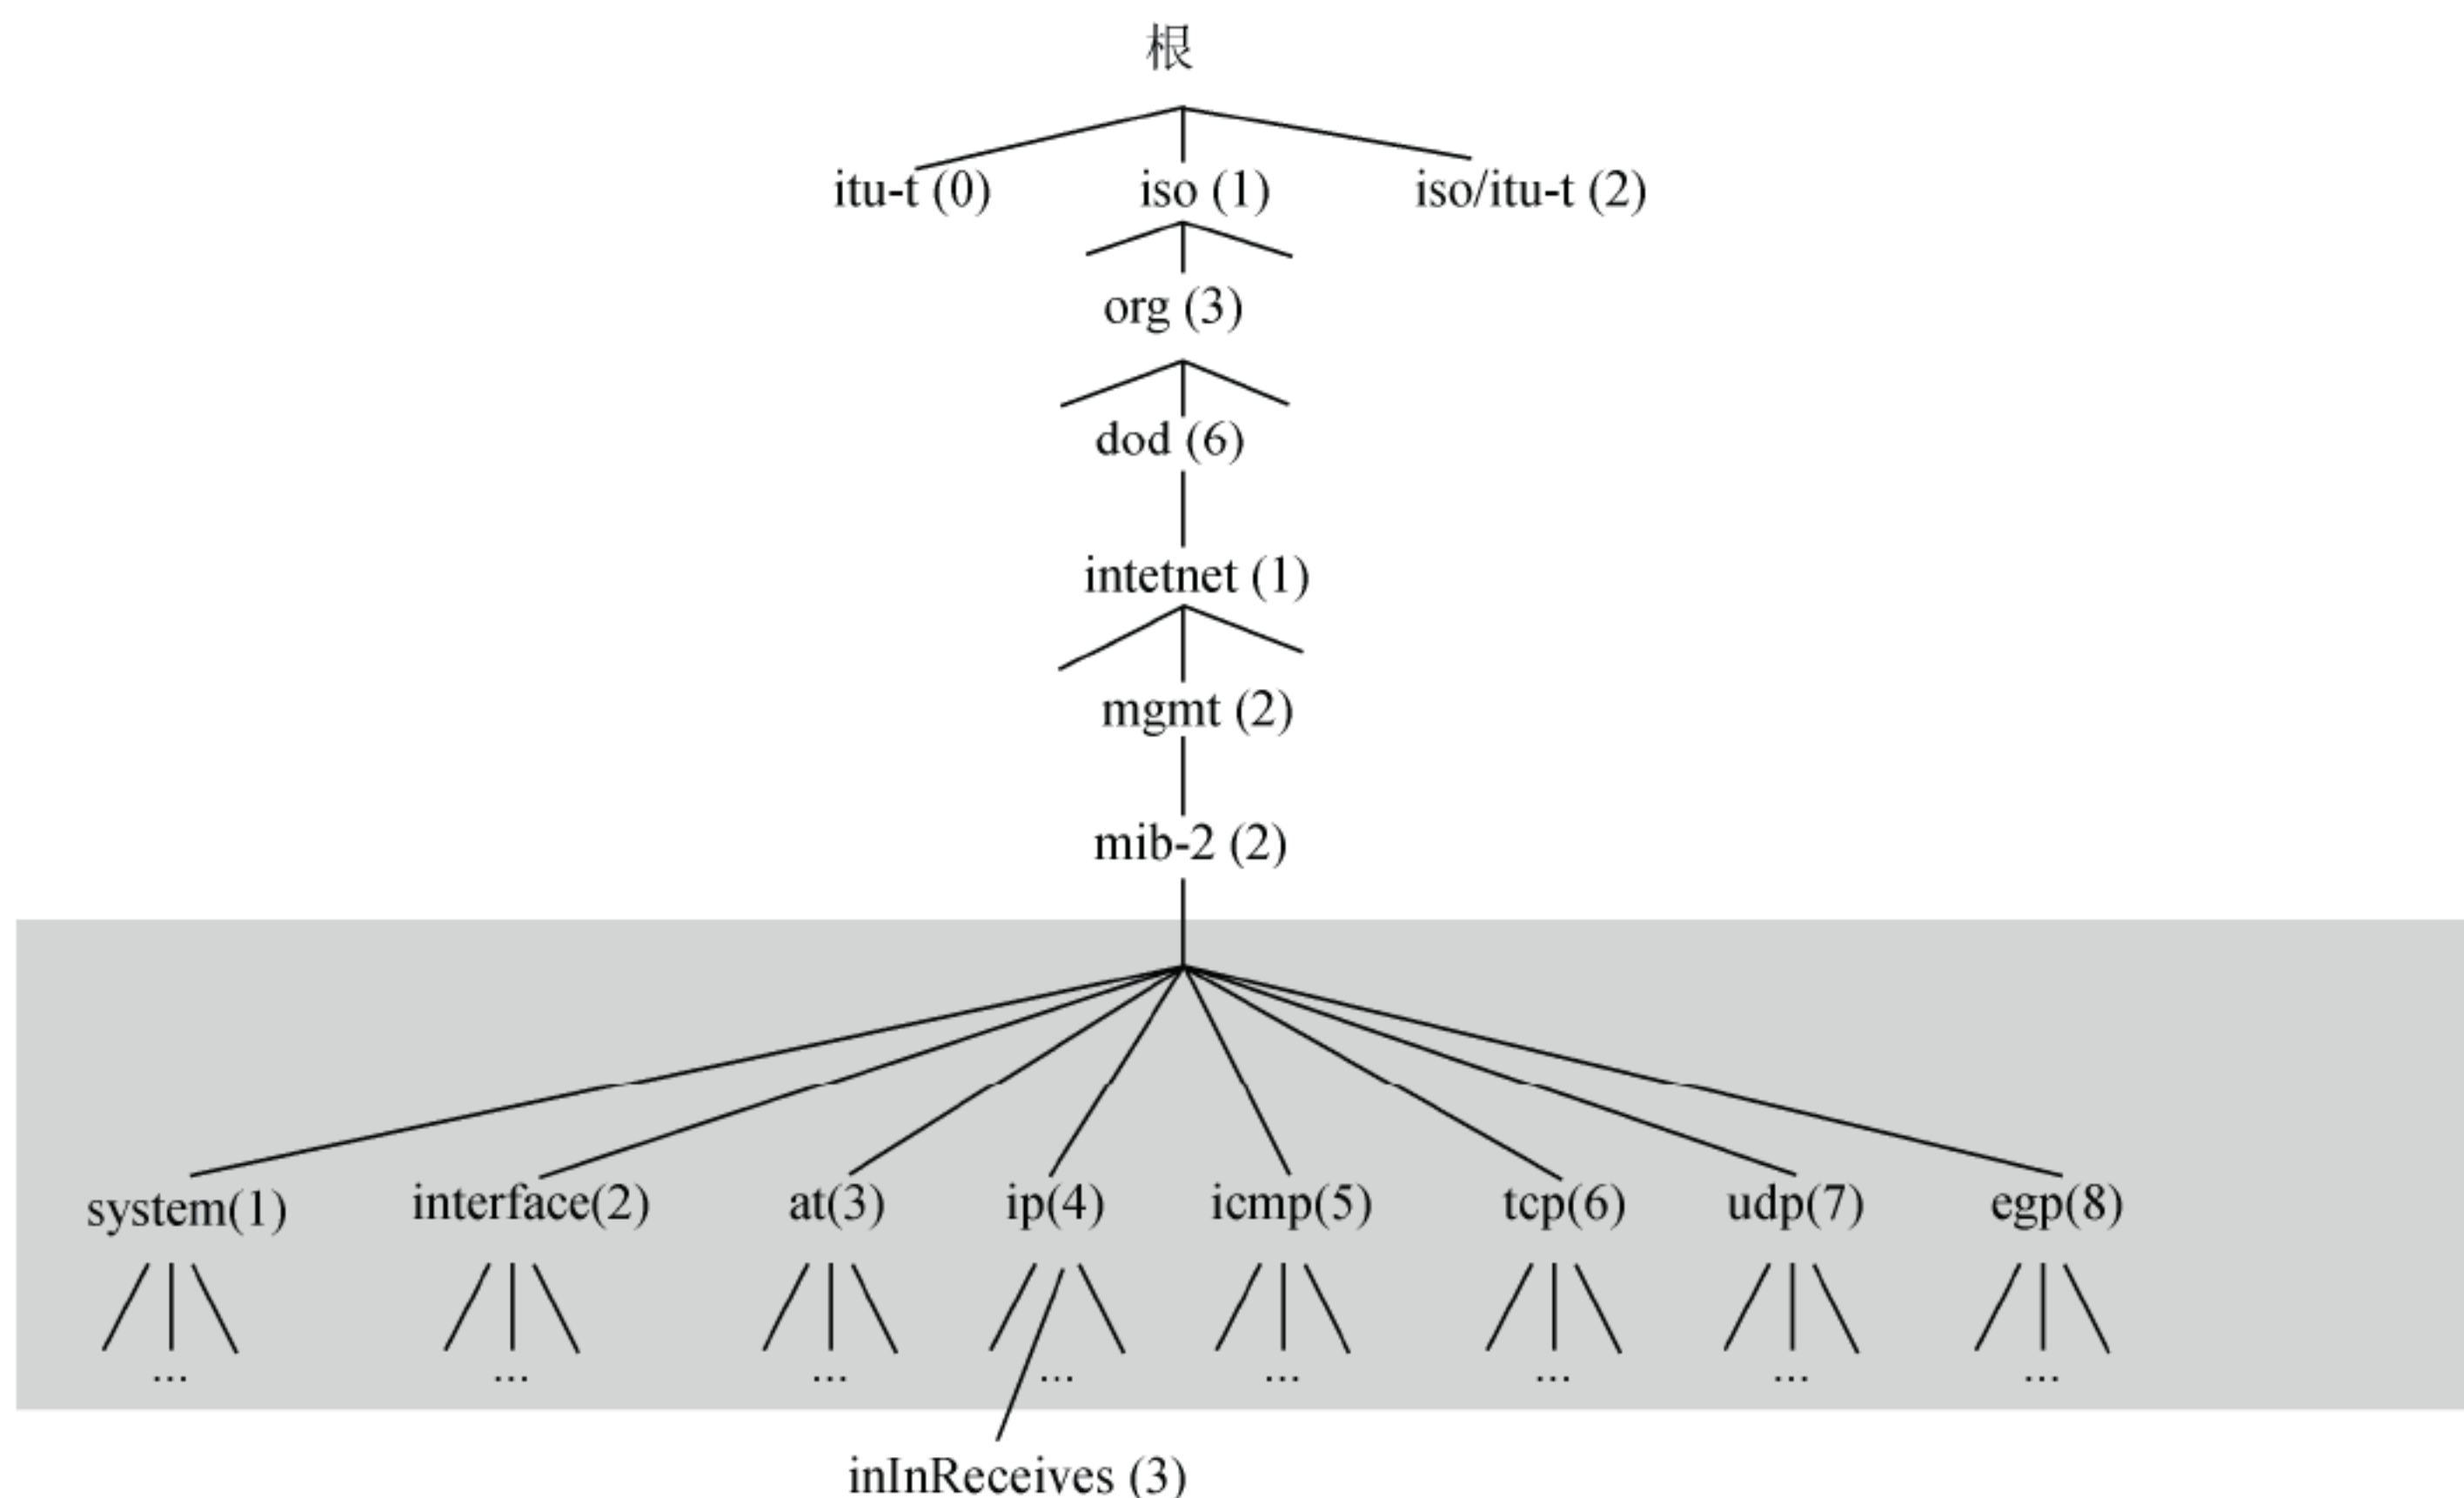 根
itu-t (0) iso (1) iso/itu-t (2)
org (3)
dod (6)
intetnet (1)
mgmt (2)
mib-2 (2)
system(1) interface(2) at(3) ip(4) icmp(5) tcp(6) udp(7) egp(8)
... ... ... ... ... ... ... ...
inInReceives (3)